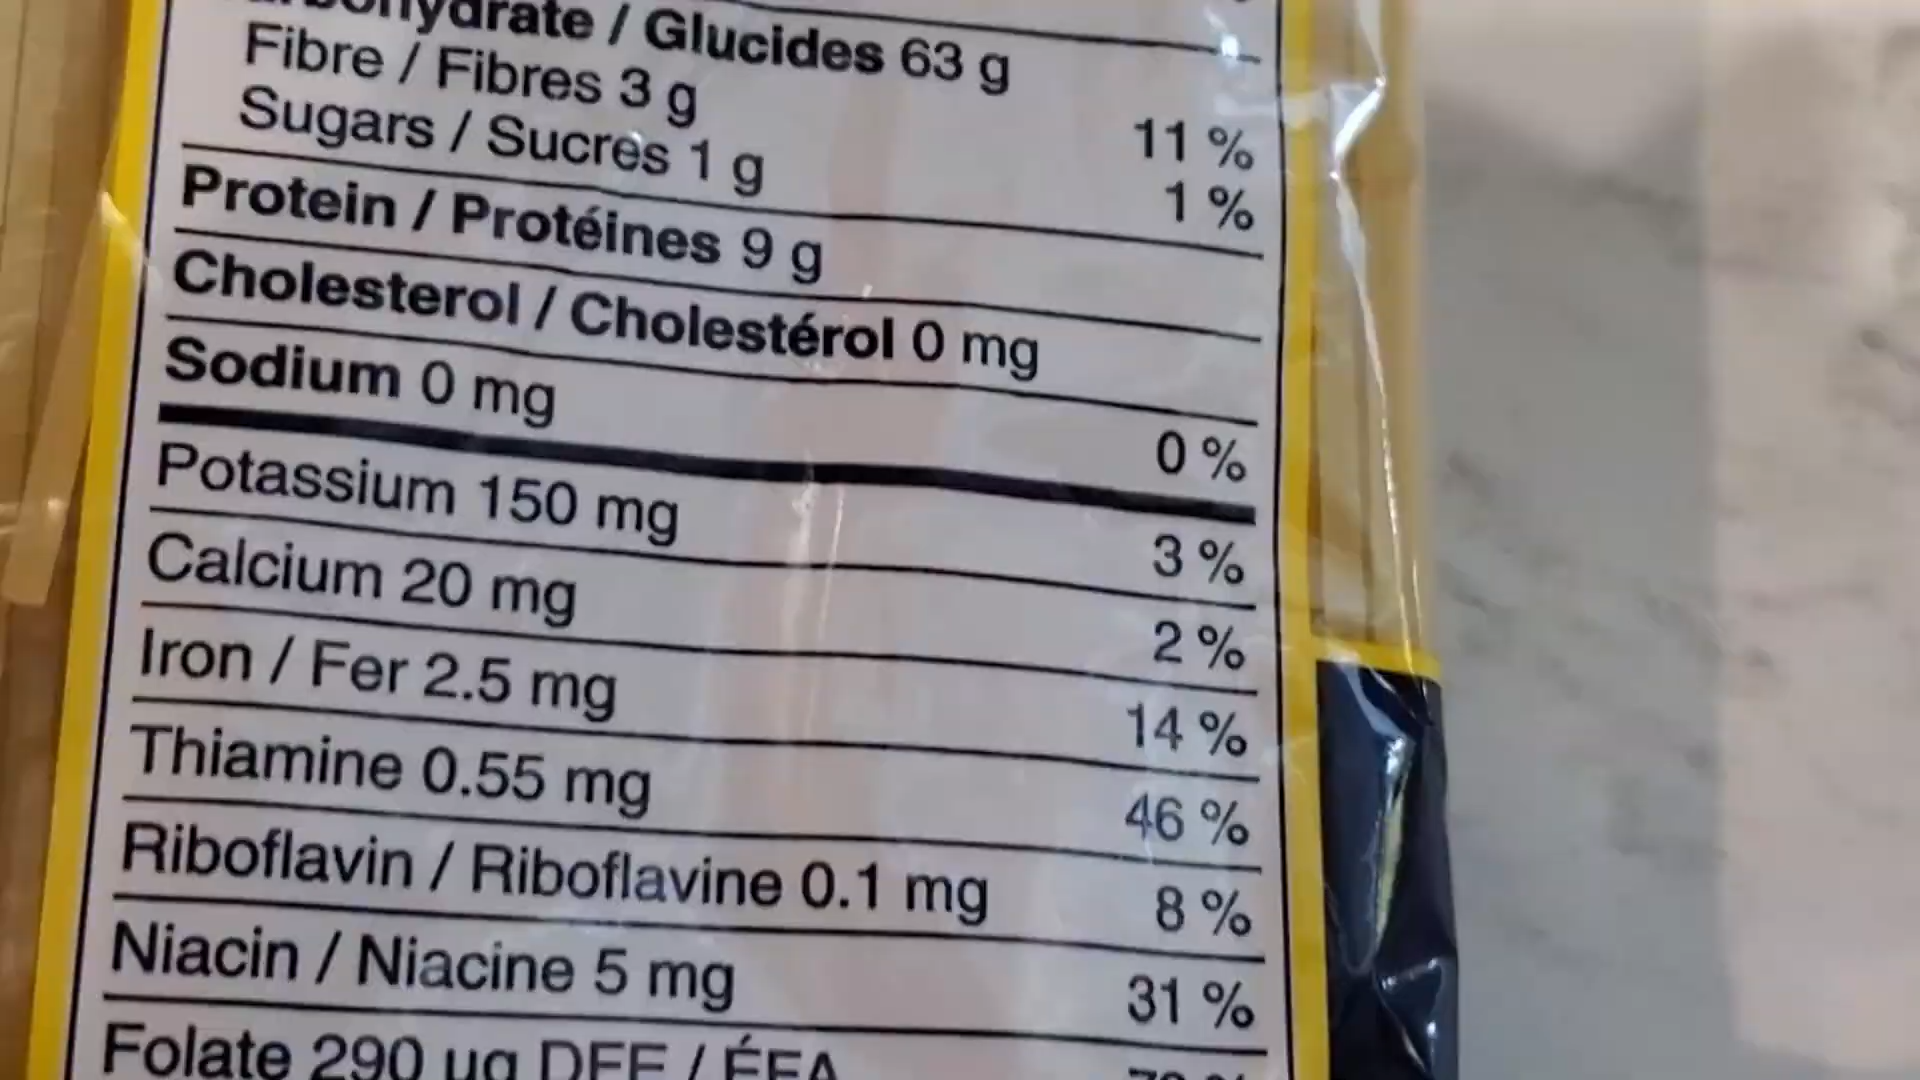 / Glucides 63 g
Fibre / Fibres 3 g 11 %
Sugars / Sucres 1 g 1 %
Protein / Protéines 9 g
Cholesterol / Cholestérol 0 mg
Sodium 0 mg 0 %
Potassium 150 mg 3 %
Calcium 20 mg 2 %
Iron / Fer 2.5 mg 14 %
Thiamine 0.55 mg 46 %
Riboflavin / Riboflavine 0.1 mg 8 %
Niacin / Niacine 5 mg 31 %
Folate 290 µg DFE / ÉFA